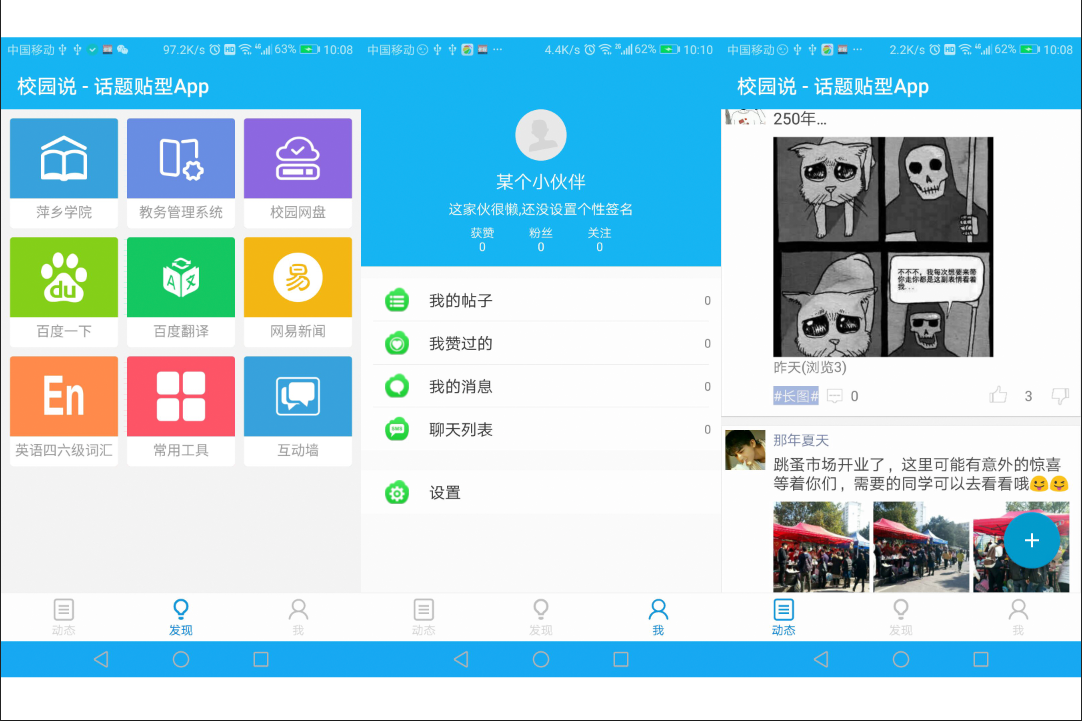 中国移动
97.2K/s
HD
46
63%
10:08
校园说 - 话题贴型App
萍乡学院
教务管理系统
校园网盘
du
百度一下
A
百度翻译
易
网易新闻
En
英语四六级词汇
常用工具
互动墙
动态
发现
我
中国移动
4.4K/s
26
62%
10:10
某个小伙伴
这家伙很懒,还没设置个性签名
获赞
粉丝
关注
0
0
0
我的帖子
0
我赞过的
0
我的消息
0
聊天列表
0
设置
动态
发现
我
中国移动
2.2K/s
HD
46
62%
10:08
校园说 - 话题贴型App
250年...
不不不，我每次想要来带
你走你都是这副表情看着
我...
昨天(浏览3)
#长图#
0
3
那年夏天
跳蚤市场开业了，这里可能有意外的惊喜
等着你们，需要的同学可以去看看哦
动态
发现
我